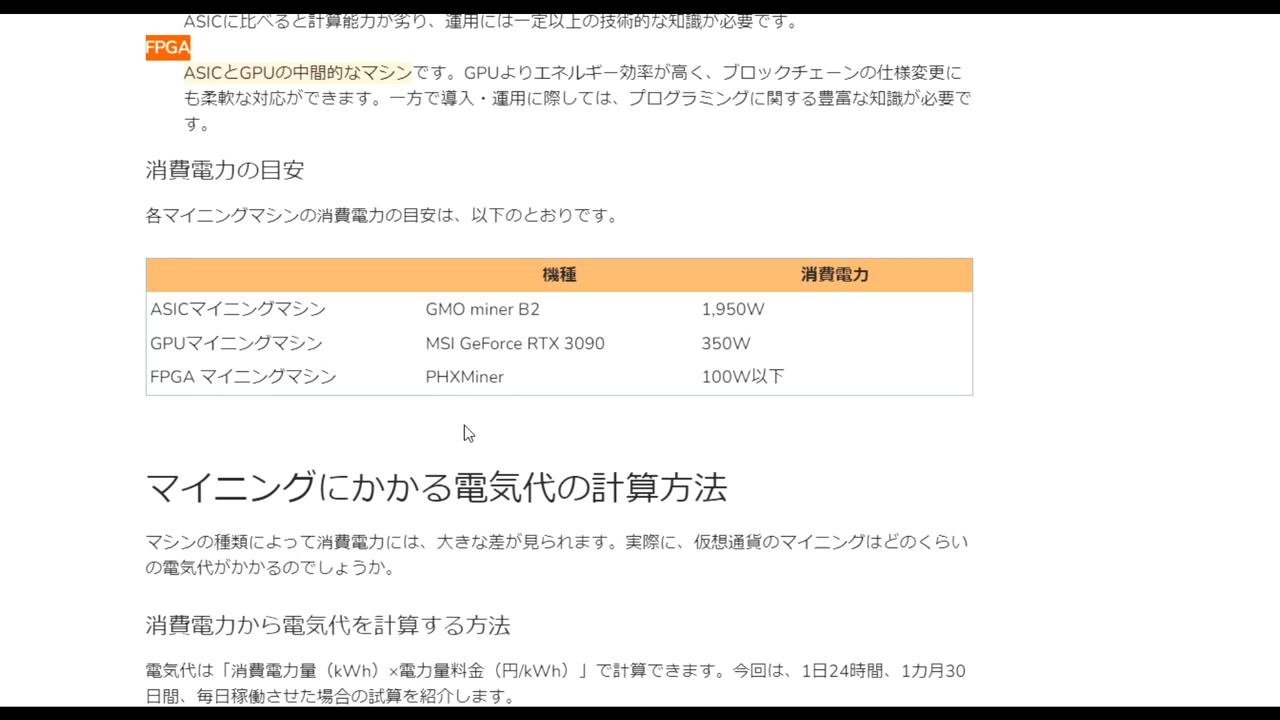 ASICに比べると計算能力が劣り、運用には一定以上の技術的な知識が必要です。
FPGA
ASICとGPUの中間的なマシンです。GPUよりエネルギー効率が高く、ブロックチェーンの仕様変更に
も柔軟な対応ができます。一方で導入・運用に際しては、プログラミングに関する豊富な知識が必要で
す。
消費電力の目安
各マイニングマシンの消費電力の目安は、以下のとおりです。
機種 消費電力
ASICマイニングマシン GMO miner B2 1,950W
GPUマイニングマシン MSI GeForce RTX 3090 350W
FPGA マイニングマシン PHXMiner 100W以下
マイニングにかかる電気代の計算方法
マシンの種類によって消費電力には、大きな差が見られます。実際に、仮想通貨のマイニングはどのくらい
の電気代がかかるのでしょうか。
消費電力から電気代を計算する方法
電気代は「消費電力量（kWh）×電力量料金（円/kWh）」で計算できます。今回は、1日24時間、1カ月30
日間、毎日稼働させた場合の試算を紹介します。